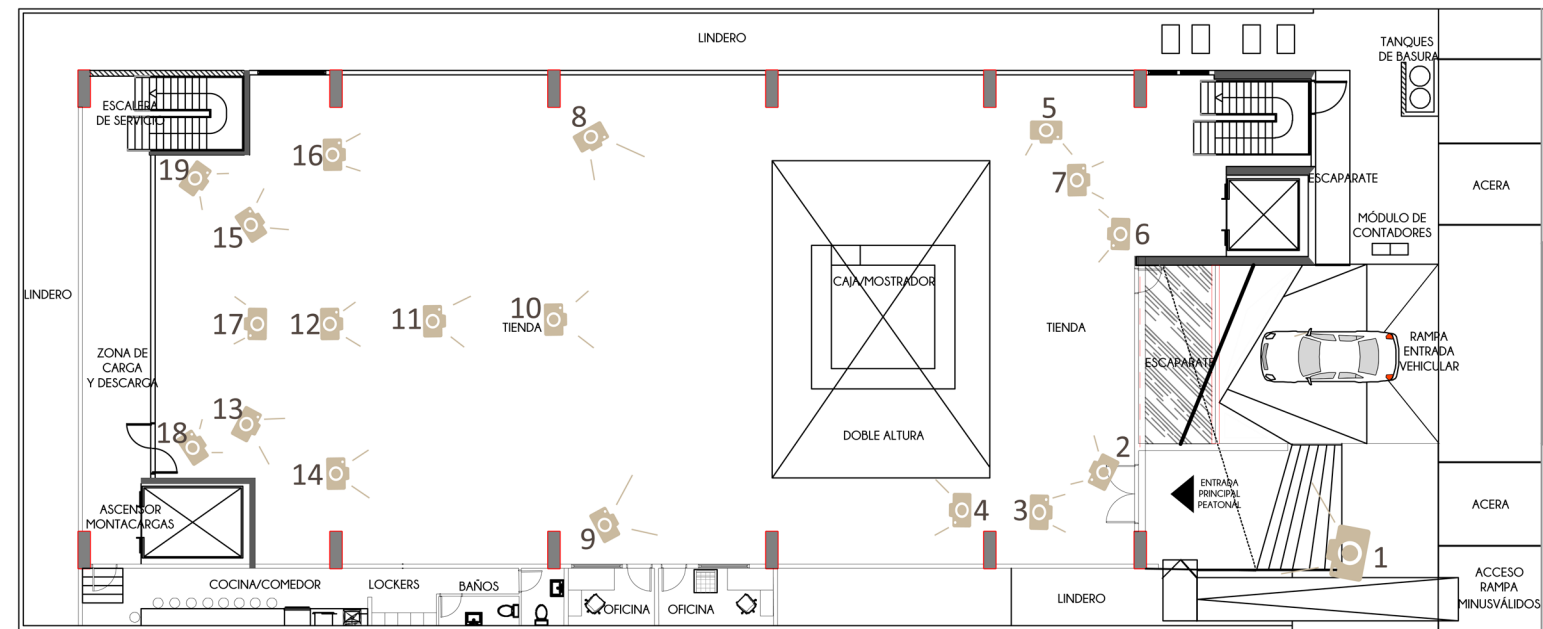 LINDERO
TANQUES
DE BASURA
ESCALERA
DE SERVICIO
8
5
16
19
7
ESCAPARATE
ACERA
15
6
MÓDULO DE
CONTADORES
LINDERO
CAJA/MOSTRADOR
17
12
11
10
TIENDA
TIENDA
RAMPA
ENTRADA
VEHICULAR
ZONA DE
CARGA
Y DESCARGA
ESCAPARATE
13
18
DOBLE ALTURA
2
14
ENTRADA
PRINCIPAL
PEATONAL
ASCENSOR
MONTACARGAS
9
4
3
ACERA
1
COCINA/COMEDOR
LOCKERS
BAÑOS
OFICINA
OFICINA
LINDERO
ACCESO
RAMPA
MINUSVÁLIDOS